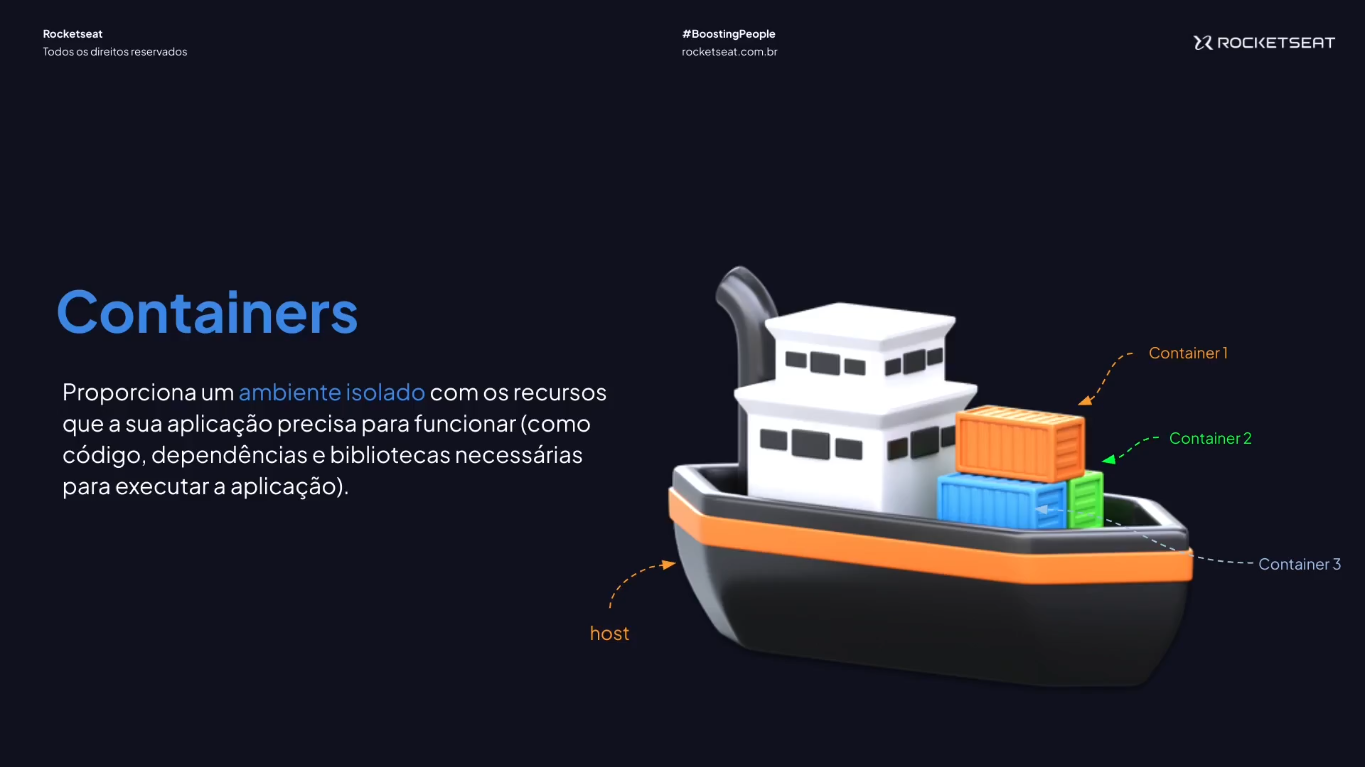 Rocketseat
Todos os direitos reservados
#BoostingPeople
rocketseat.com.br
ROCKETSEAT
Containers
Proporciona um ambiente isolado com os recursos
que a sua aplicação precisa para funcionar (como
código, dependências e bibliotecas necessárias
para executar a aplicação).
Container 1
Container 2
Container 3
host